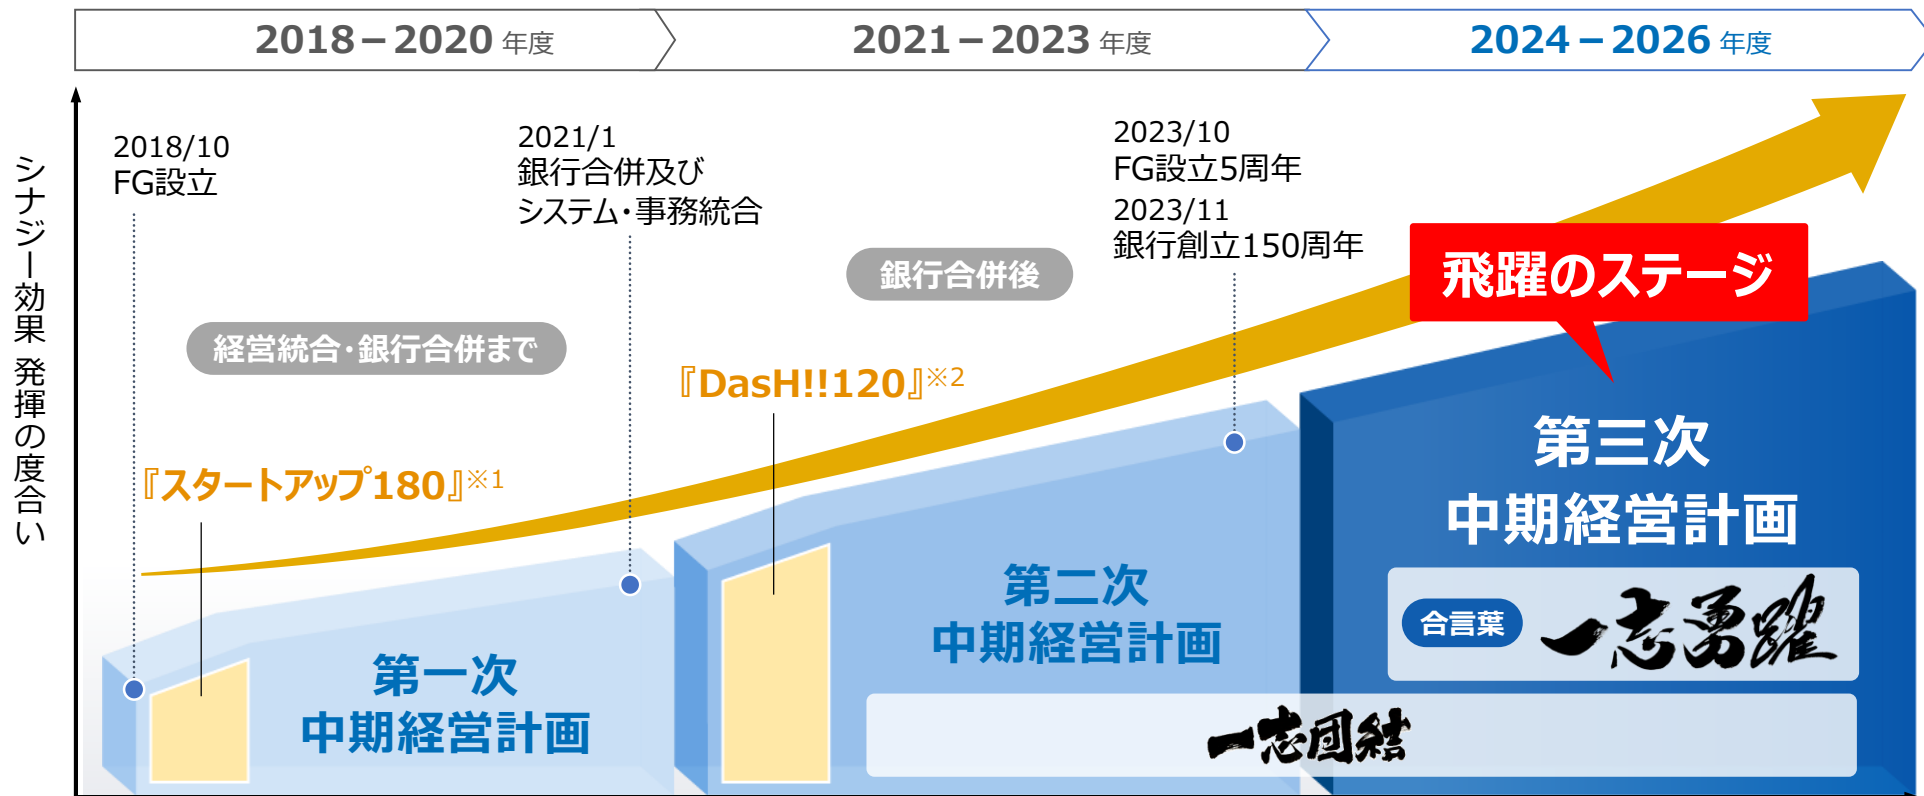 2018－2020 年度
2021－2023 年度
2024－2026 年度
シナジー効果 発揮の度合い
2018/10
FG設立
2021/1
銀行合併及び
システム・事務統合
2023/10
FG設立5周年
2023/11
銀行創立150周年
経営統合・銀行合併まで
銀行合併後
飛躍のステージ
『スタートアップ180』※1
『DasH!!120』※2
第一次
中期経営計画
第二次
中期経営計画
第三次
中期経営計画
合言葉
一志勇躍
一志団結